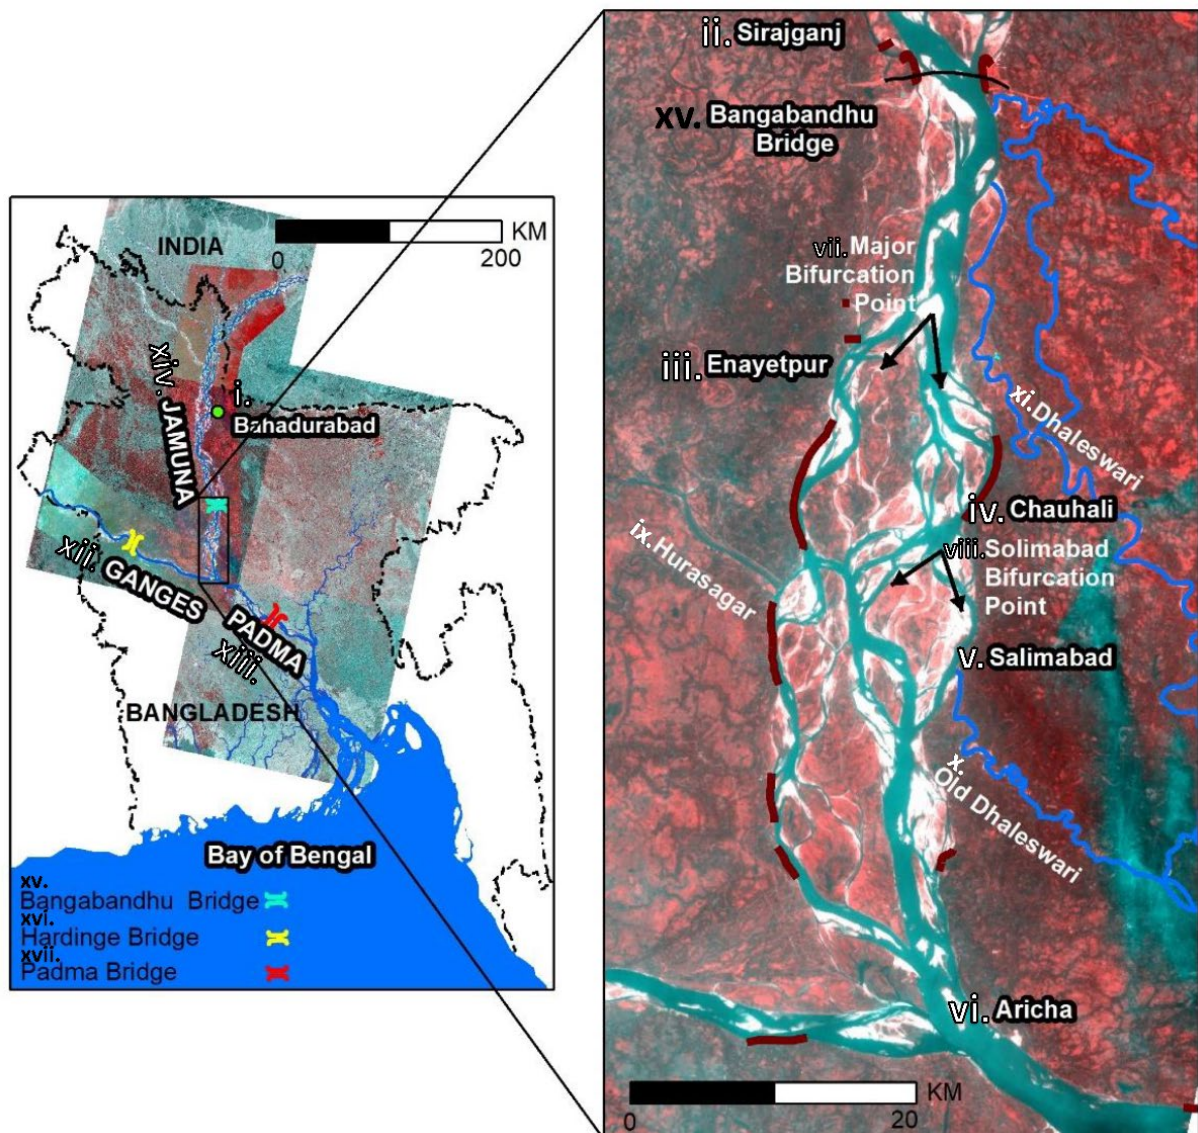 INDIA
KM
0
200
xiv. JAMUNA
i.
Bahadurabad
xii. GANGES
PADMA
xiii.
BANGLADESH
Bay of Bengal
xv.
Bangabandhu Bridge
xvi.
Hardinge Bridge
xvii.
Padma Bridge
ii. Sirajganj
xv. Bangabandhu
Bridge
vii. Major
Bifurcation
Point
iii. Enayetpur
xi. Dhaleswari
iv. Chauhali
ix. Hurasagar
viii. Solimabad
Bifurcation
Point
v. Salimabad
x.
Old Dhaleswari
vi. Aricha
KM
0
20